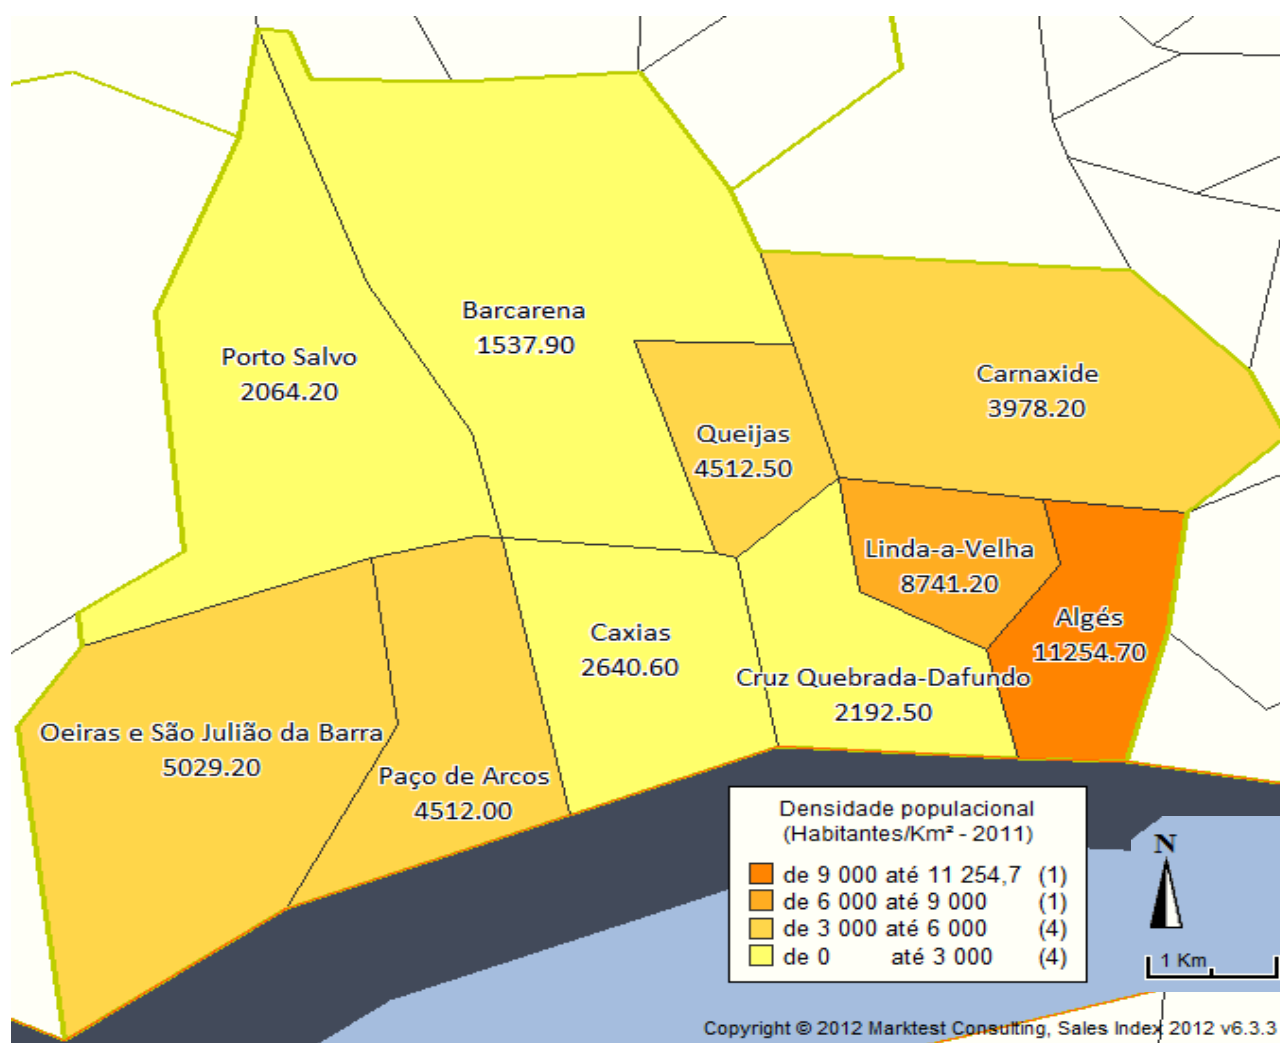 Barcarena
1537.90
Porto Salvo
2064.20
Carnaxide
3978.20
Queijas
4512.50
Linda-a-Velha
8741.20
Algés
11254.70
Caxias
2640.60
Cruz Quebrada-Dafundo
2192.50
Oeiras e São Julião da Barra
5029.20
Paço de Arcos
4512.00
Densidade populacional
(Habitantes/Km² - 2011)
de 9 000 até 11 254,7 (1)
de 6 000 até 9 000 (1)
de 3 000 até 6 000 (4)
de 0 até 3 000 (4)
N
1 Km
Copyright © 2012 Marktest Consulting, Sales Index 2012 v6.3.3